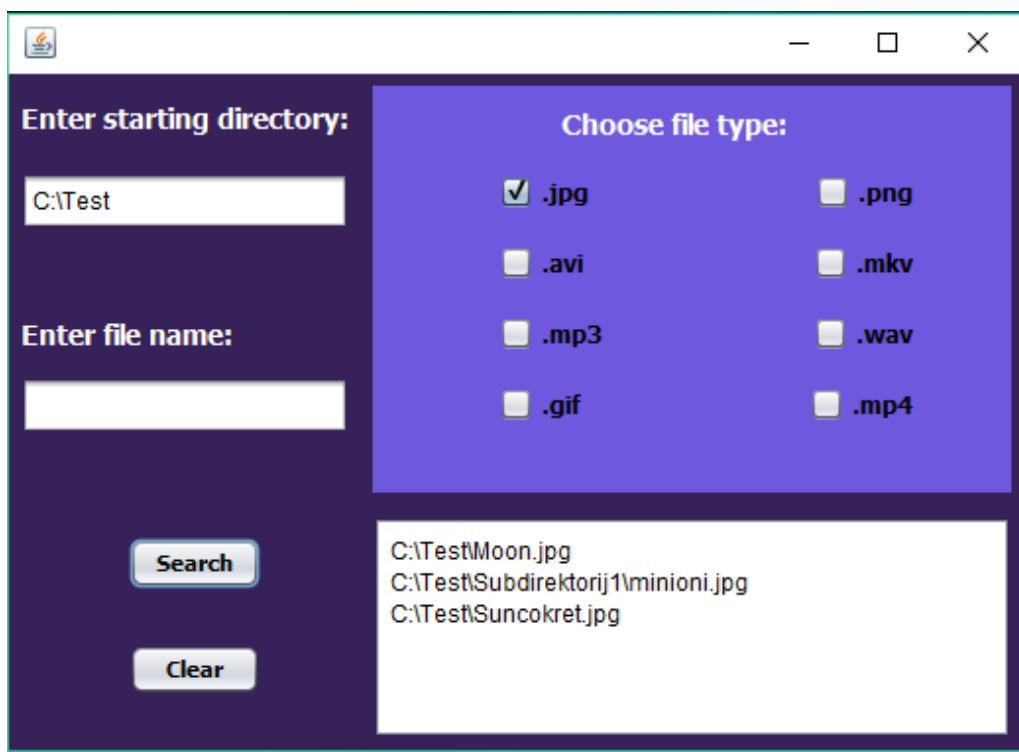 Enter starting directory:
C:\Test
Enter file name:
Choose file type:
.jpg
.png
.avi
.mkv
.mp3
.wav
.gif
.mp4
Search
Clear
C:\Test\Moon.jpg
C:\Test\Subdirektorij1\minioni.jpg
C:\Test\Suncokret.jpg